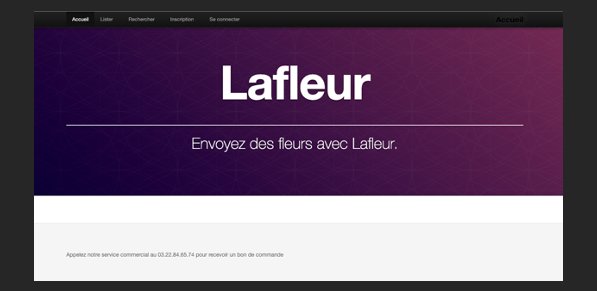 Accueil Lister Rechercher Inscription Se connecter Accueil
Lafleur
Envoyez des fleurs avec Lafleur.
Appelez notre service commercial au 03.22.84.65.74 pour recevoir un bon de commande